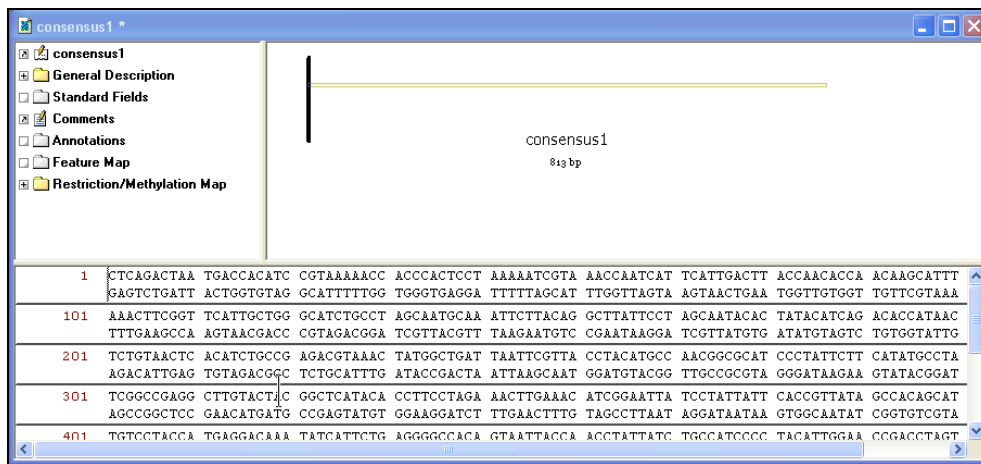 consensus1 *
consensus1
General Description
Standard Fields
Comments
Annotations
Feature Map
Restriction/Methylation Map
consensus1
813 bp
1 CTCAGACTAA TGACCACATC CGTAAAAACC ACCCACTCCT AAAAATCGTA AACCAATCAT TCATTGACTT ACCAACACCA ACAAGCATTT
GAGTCTGATT ACTGGTGTAG GCATTTTTGG TGGGTGAGGA TTTTTAGCAT TTGGTTAGTA AGTAACTGAA TGGTTGTGGT TGTTCGTAAA
101 AAACTTCGGT TCATTGCTGG GCATCTGCCT AGCAATGCAA ATTCTTACAG GCTTATTCCT AGCAATACAC TATACATCAG ACACCATAAC
TTTGAAGCCA AGTAACGACC CGTAGACGGA TCGTTACGTT TAAGAATGTC CGAATAAGGA TCGTTATGTG ATATGTAGTC TGTGGTATTG
201 TCTGTAACTC ACATCTGCCG AGACGTAAAC TATGGCTGAT TAATTCGTTA CCTACATGCC AACGGCGCAT CCCTATTCTT CATATGCCTA
AGACATTGAG TGTAGACGGC TCTGCATTTG ATACCGACTA ATTAAGCAAT GGATGTACGG TTGCCGCGTA GGGATAAGAA GTATACGGAT
301 TCGGCCGAGG CTTGTACTAC GGCTCATACA CCTTCCTAGA AACTTGAAAC ATCGGAATTA TCCTATTATT CACCGTTATA GCCACAGCAT
AGCCGGCTCC GAACATGATG CCGAGTATGT GGAAGGATCT TTGAACTTTG TAGCCTTAAT AGGATAATAA GTGGCAATAT CGGTGTCGTA
401 TGTCCTACCA TGAGGACAAA TATCATTCTG AGGGGCCACA GTAATTACCA ACCTATTATC TGCCATCCCC TACATTGGAA CCGACCTAGT